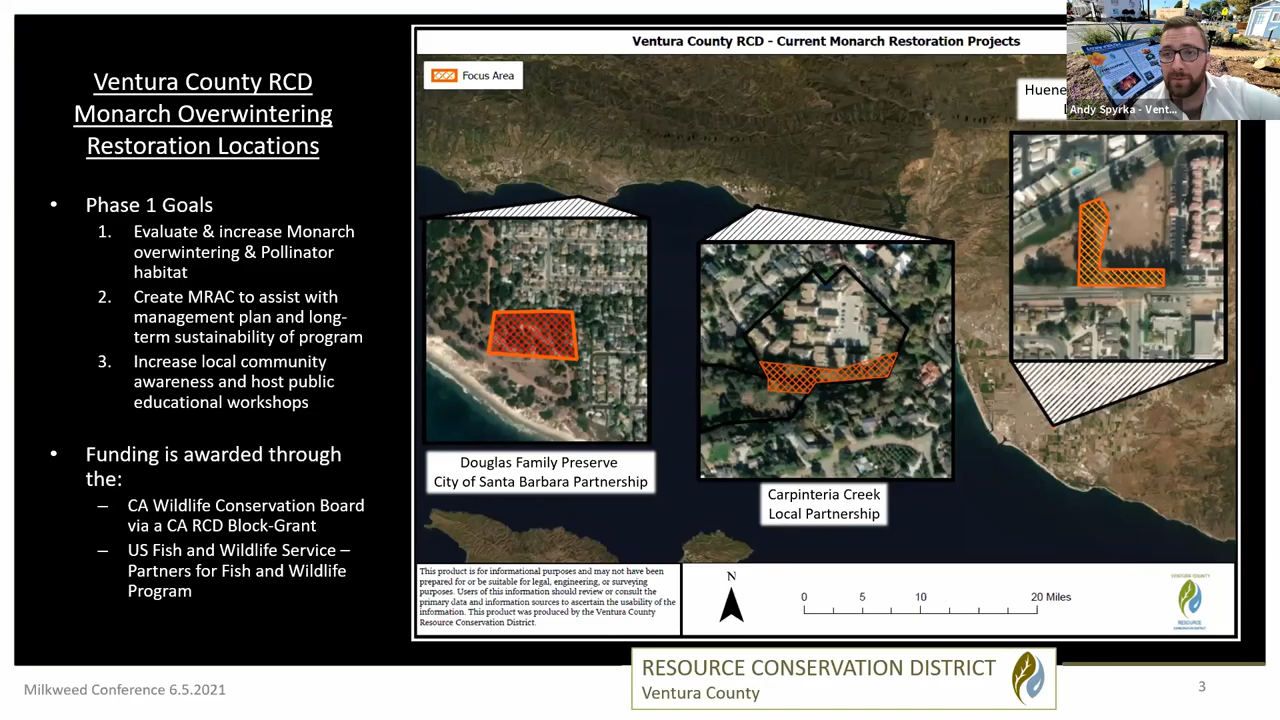 Ventura County RCD
Monarch Overwintering
Restoration Locations
• Phase 1 Goals
1. Evaluate & increase Monarch
overwintering & Pollinator
habitat
2. Create MRAC to assist with
management plan and long-
term sustainability of program
3. Increase local community
awareness and host public
educational workshops
• Funding is awarded through
the:
– CA Wildlife Conservation Board
via a CA RCD Block-Grant
– US Fish and Wildlife Service –
Partners for Fish and Wildlife
Program
Ventura County RCD - Current Monarch Restoration Projects
Focus Area
Huene
Andy Spyrka - Vent...
Douglas Family Preserve
City of Santa Barbara Partnership
Carpinteria Creek
Local Partnership
This product is for informational purposes and may not have been
prepared for or be suitable for legal, engineering, or surveying
purposes. Users of this information should review or consult the
primary data and information sources to ascertain the usability of the
information. This product was produced by the Ventura County
Resource Conservation District.
N
0 5 10 20 Miles
VENTURA COUNTY
RESOURCE
CONSERVATION DISTRICT
RESOURCE CONSERVATION DISTRICT
Ventura County
Milkweed Conference 6.5.2021
3